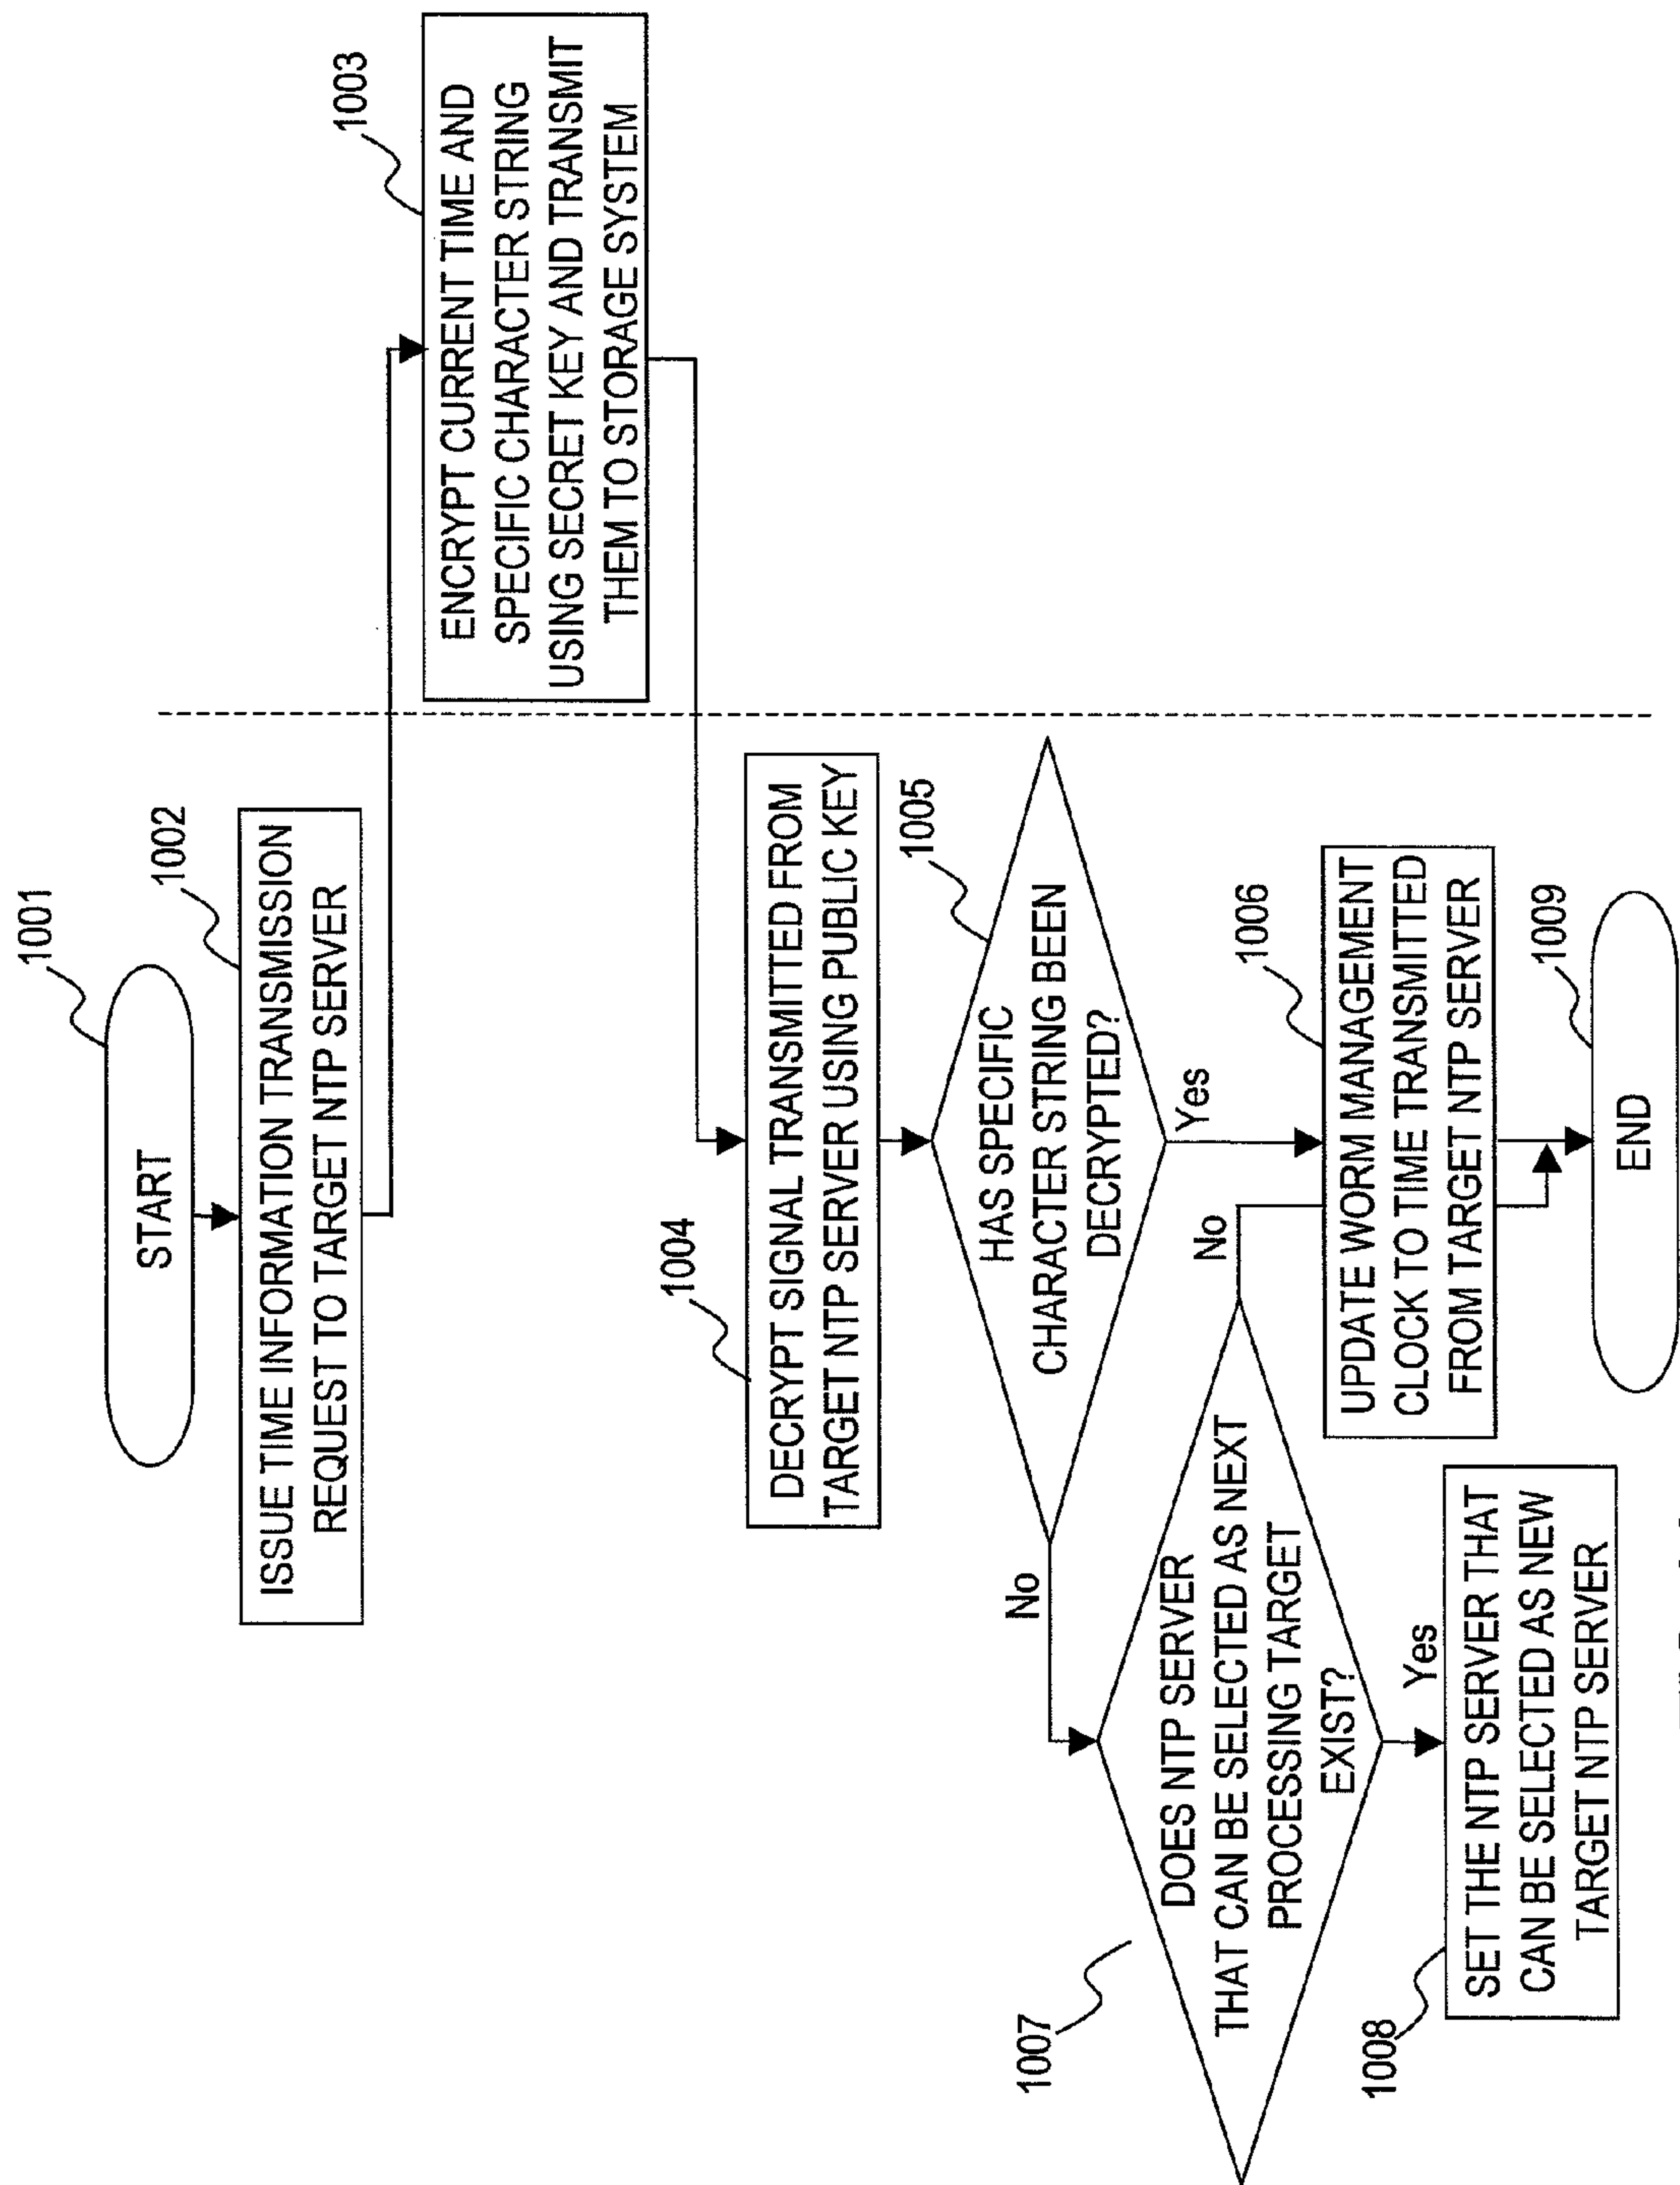 1001
START
1002
ISSUE TIME INFORMATION TRANSMISSION
REQUEST TO TARGET NTP SERVER
1003
ENCRYPT CURRENT TIME AND
SPECIFIC CHARACTER STRING
USING SECRET KEY AND TRANSMIT
THEM TO STORAGE SYSTEM
1004
DECRYPT SIGNAL TRANSMITTED FROM
TARGET NTP SERVER USING PUBLIC KEY
1005
HAS SPECIFIC
CHARACTER STRING BEEN
DECRYPTED?
No
Yes
1007
DOES NTP SERVER
THAT CAN BE SELECTED AS NEXT
PROCESSING TARGET
EXIST?
No
Yes
1006
UPDATE WORM MANAGEMENT
CLOCK TO TIME TRANSMITTED
FROM TARGET NTP SERVER
1008
SET THE NTP SERVER THAT
CAN BE SELECTED AS NEW
TARGET NTP SERVER
1009
END